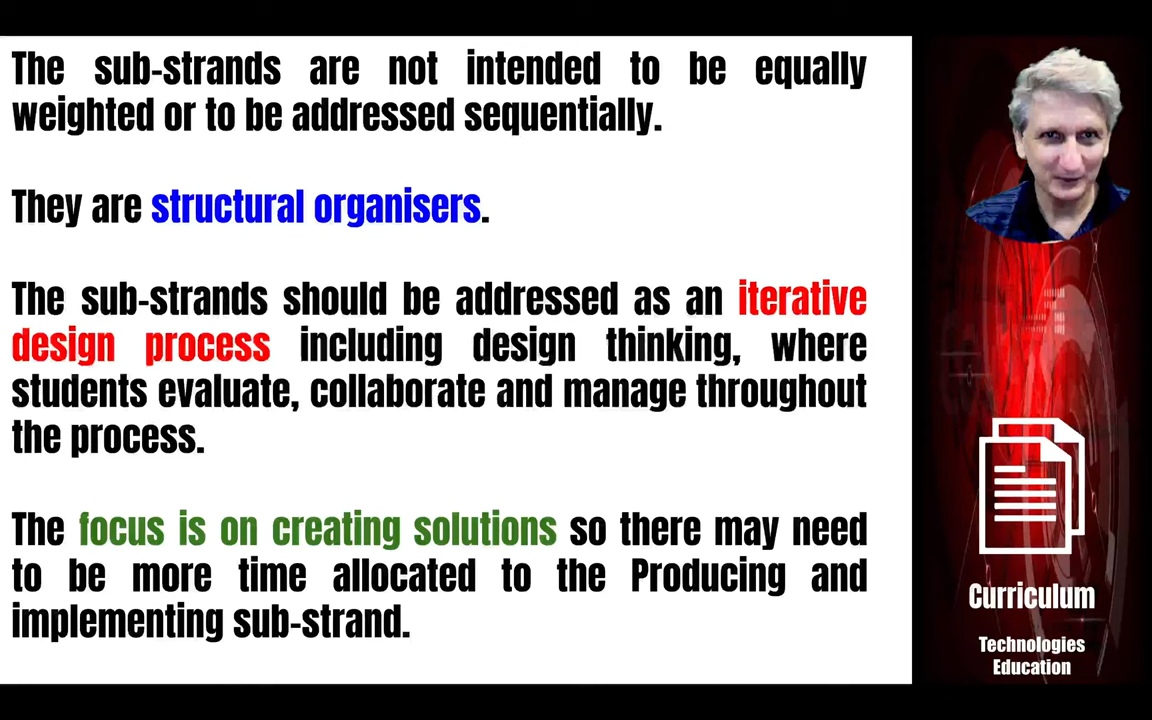 The sub-strands are not intended to be equally
weighted or to be addressed sequentially.
They are structural organisers.
The sub-strands should be addressed as an iterative
design process including design thinking, where
students evaluate, collaborate and manage throughout
the process.
The focus is on creating solutions so there may need
to be more time allocated to the Producing and
implementing sub-strand.
Curriculum
Technologies
Education